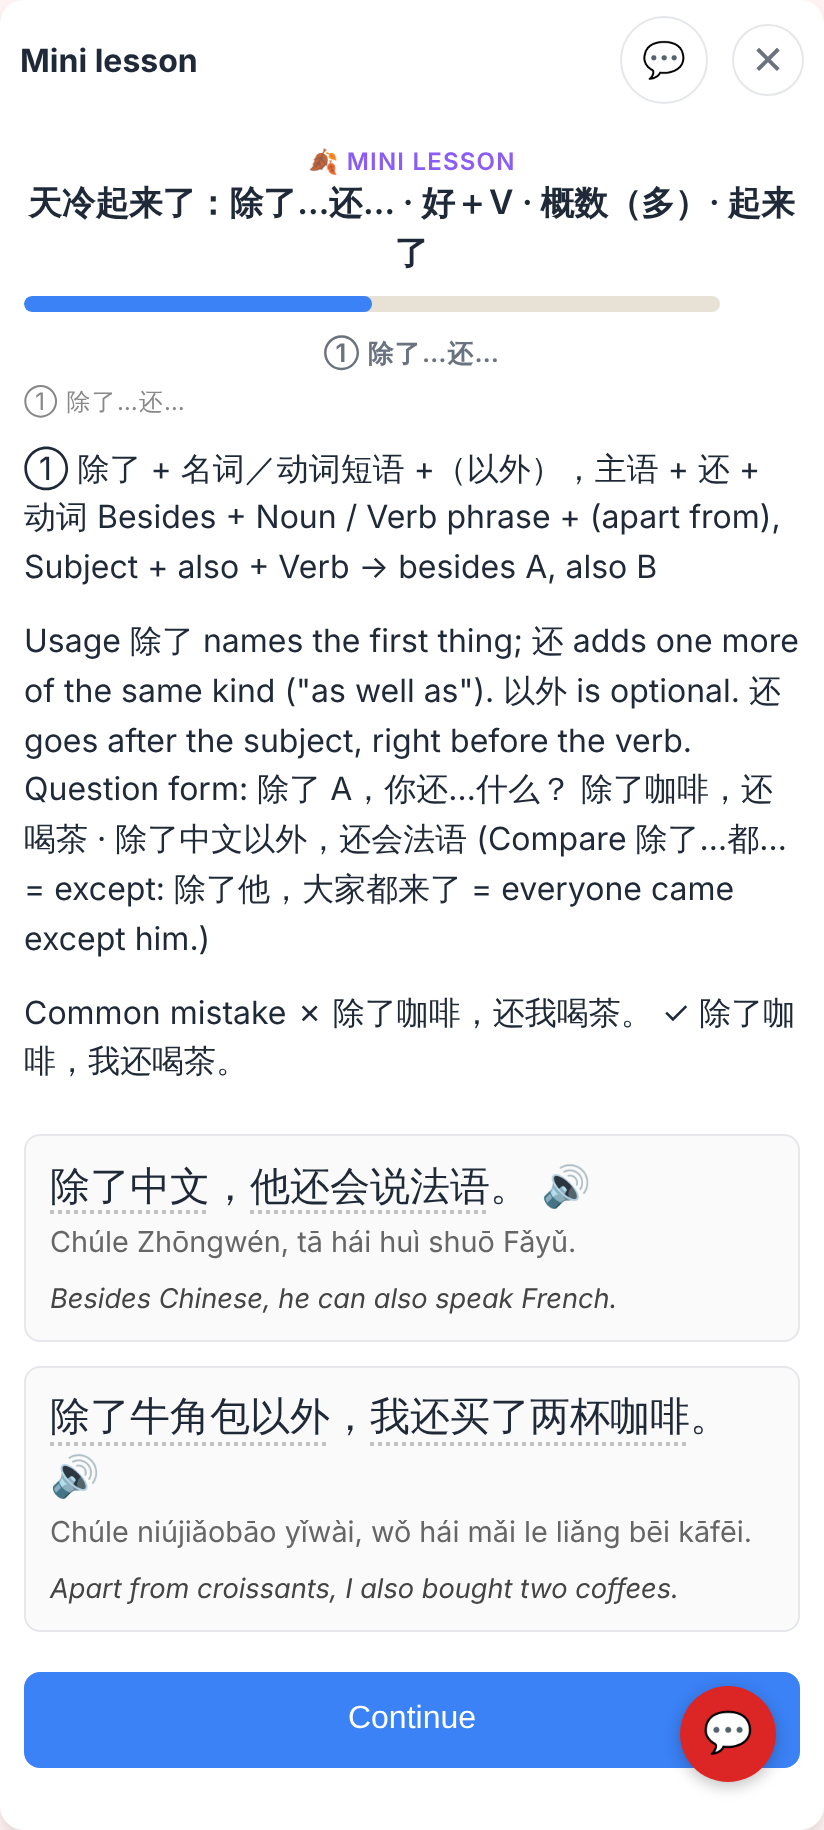 Mini lesson
MINI LESSON
天冷起来了：除了…还… · 好＋V · 概数（多）· 起来
了
① 除了…还…
① 除了…还…
① 除了 + 名词／动词短语 +（以外），主语 + 还 +
动词 Besides + Noun / Verb phrase + (apart from),
Subject + also + Verb → besides A, also B
Usage 除了 names the first thing; 还 adds one more
of the same kind ("as well as"). 以外 is optional. 还
goes after the subject, right before the verb.
Question form: 除了 A，你还…什么？ 除了咖啡，还
喝茶 · 除了中文以外，还会法语 (Compare 除了…都…
= except: 除了他，大家都来了 = everyone came
except him.)
Common mistake × 除了咖啡，还我喝茶。 ✓ 除了咖
啡，我还喝茶。
除了中文，他还会说法语。
Chúle Zhōngwén, tā hái huì shuō Fǎyǔ.
Besides Chinese, he can also speak French.
除了牛角包以外，我还买了两杯咖啡。
Chúle niújiǎobāo yǐwài, wǒ hái mǎi le liǎng bēi kāfēi.
Apart from croissants, I also bought two coffees.
Continue